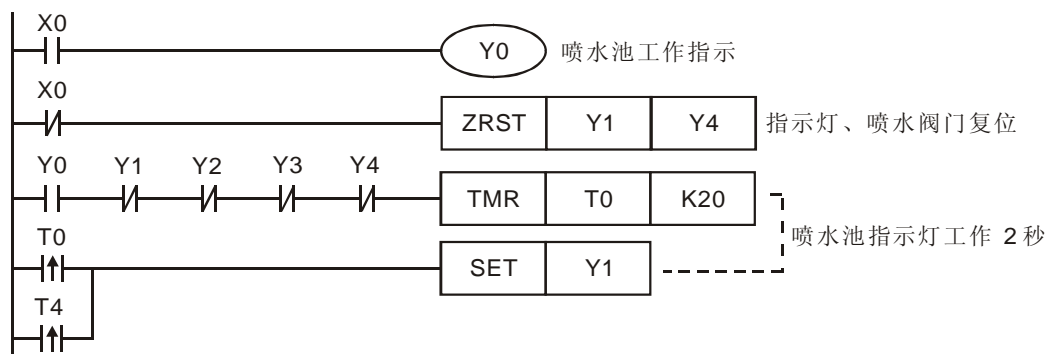 X0
Y0 喷水池工作指示
X0
ZRST Y1 Y4 指示灯、喷水阀门复位
Y0 Y1 Y2 Y3 Y4
TMR T0 K20
喷水池指示灯工作 2 秒
T0
SET Y1
T4